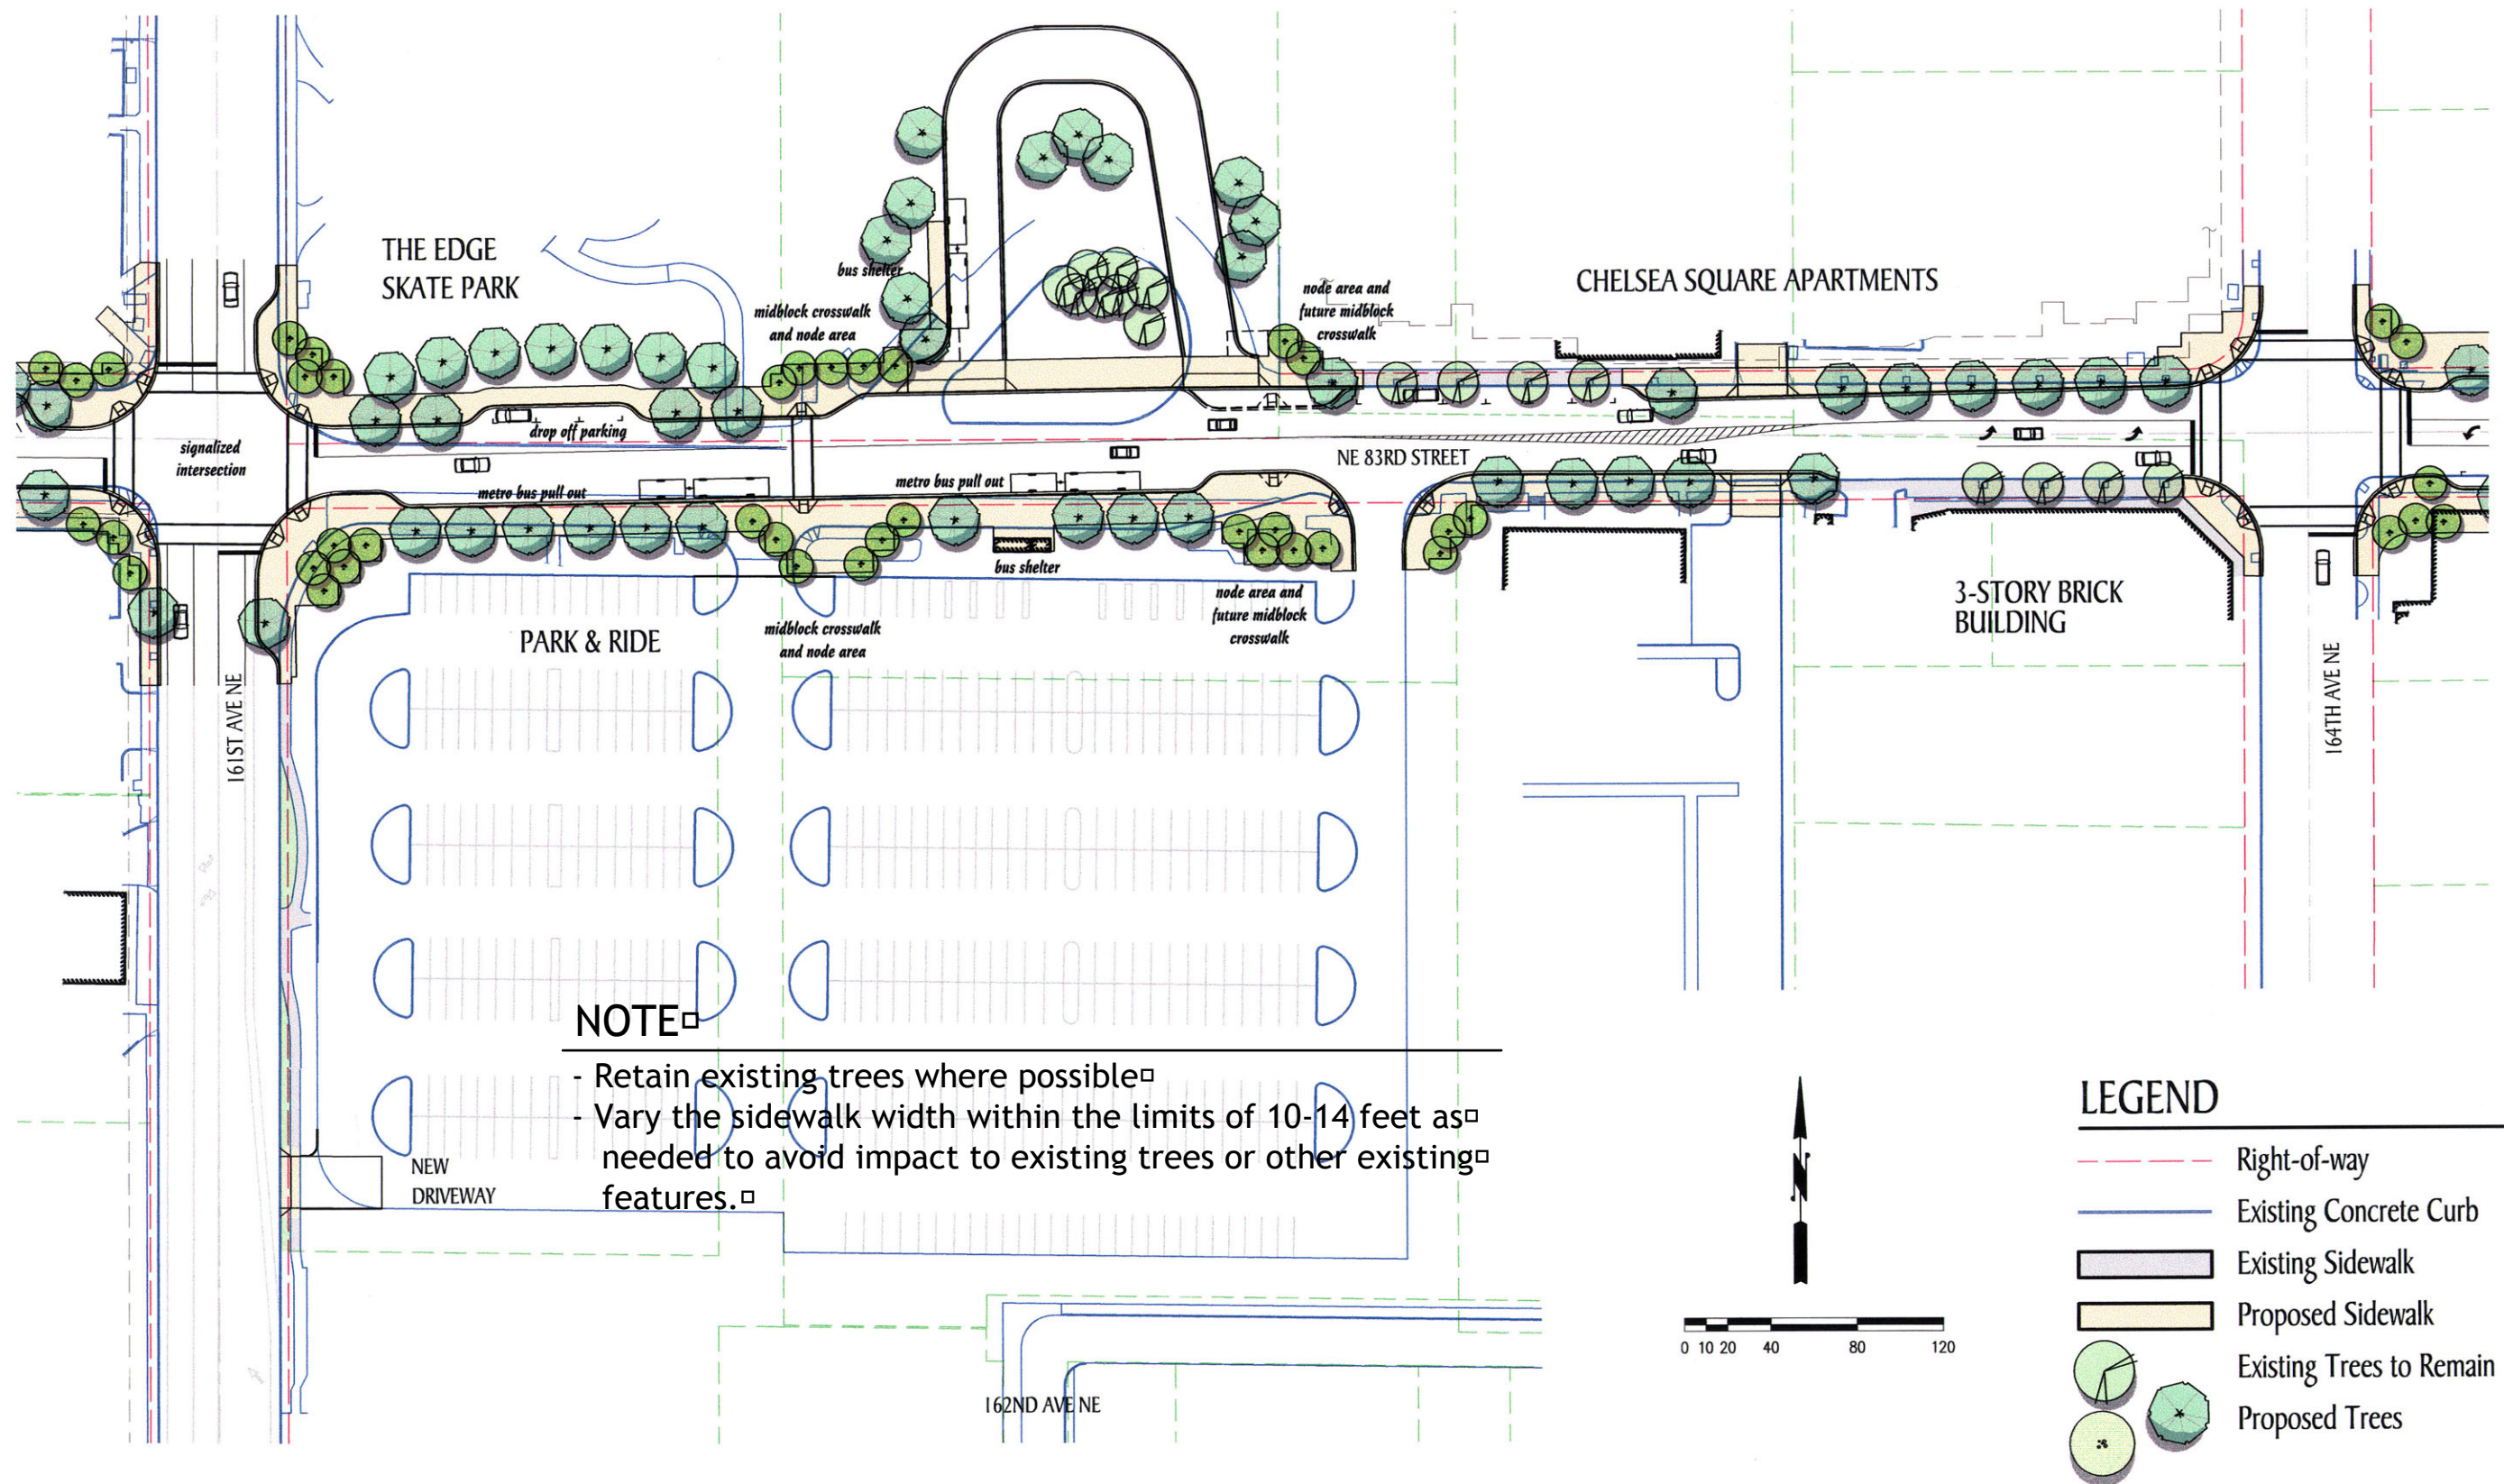 THE EDGE
SKATE PARK
bus shelter
midblock crosswalk
and node area
node area and
future midblock
crosswalk
CHELSEA SQUARE APARTMENTS
signalized
intersection
drop off parking
NE 83RD STREET
metro bus pull out
metro bus pull out
bus shelter
node area and
future midblock
crosswalk
midblock crosswalk
and node area
PARK & RIDE
3-STORY BRICK
BUILDING
161ST AVE NE
164TH AVE NE
NOTE
- Retain existing trees where possible
- Vary the sidewalk width within the limits of 10-14 feet as
needed to avoid impact to existing trees or other existing
features.
NEW
DRIVEWAY
162ND AVE NE
N
0 10 20 40 80 120
LEGEND
Right-of-way
Existing Concrete Curb
Existing Sidewalk
Proposed Sidewalk
Existing Trees to Remain
Proposed Trees